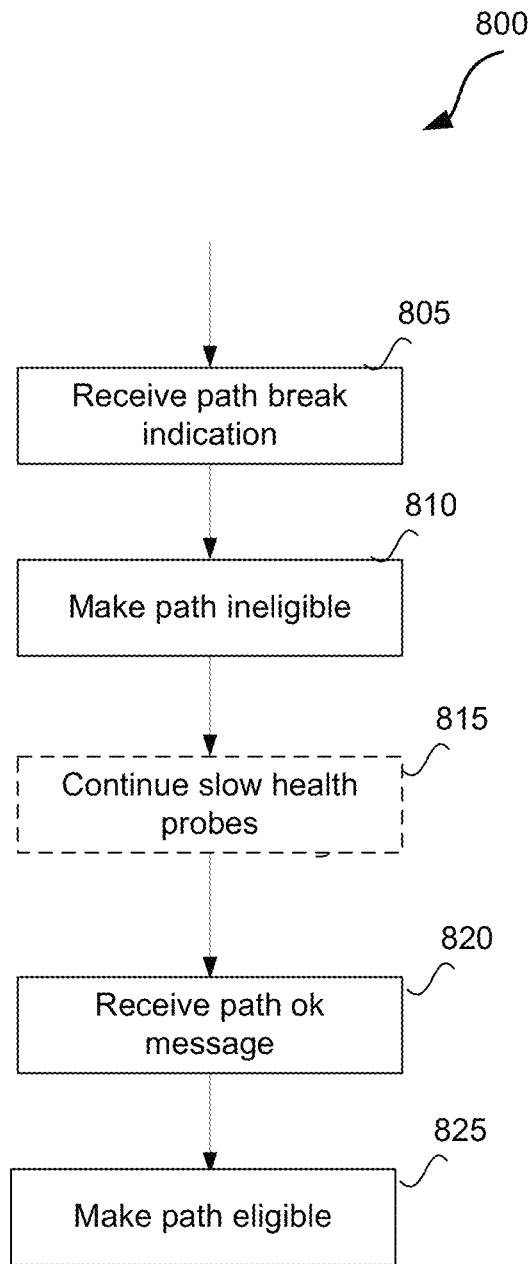 800
805
Receive path break
indication
810
Make path ineligible
815
Continue slow health
probes
820
Receive path ok
message
825
Make path eligible